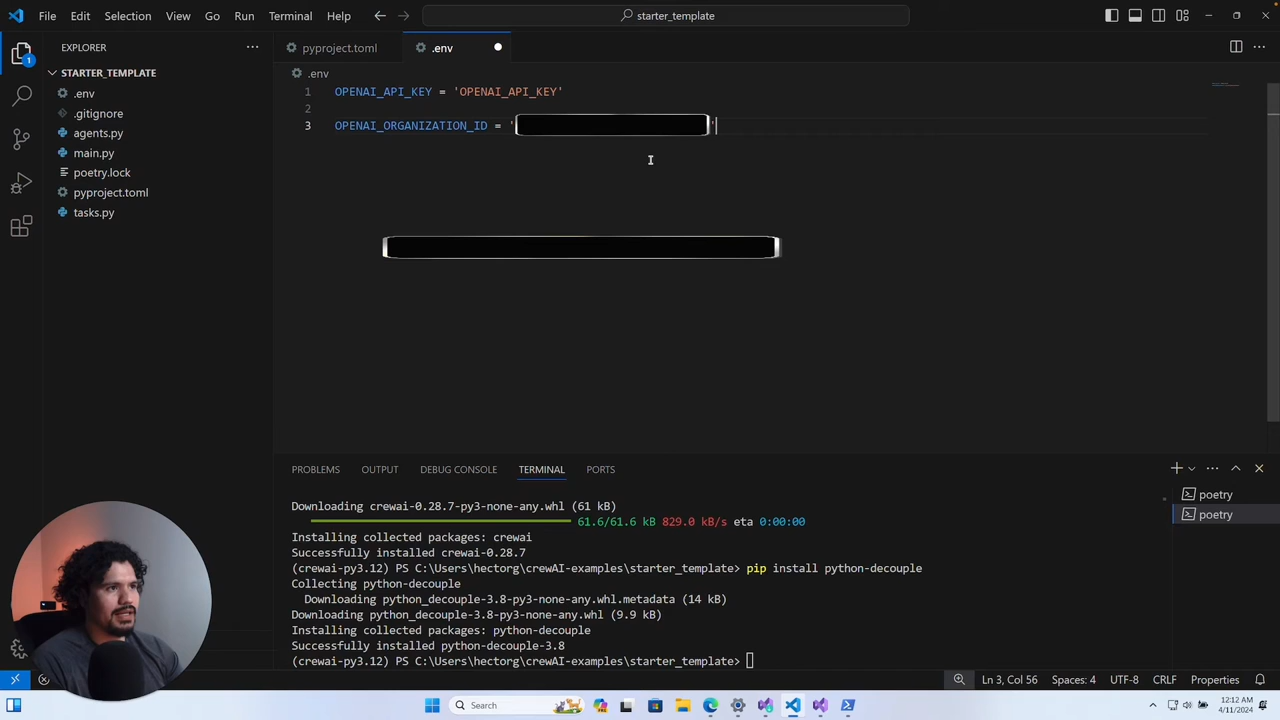 File Edit Selection View Go Run Terminal Help
starter_template
EXPLORER
pyproject.toml
.env
STARTER_TEMPLATE
.env
.env
.gitignore
agents.py
main.py
poetry.lock
pyproject.toml
tasks.py
1
1 OPENAI_API_KEY = 'OPENAI_API_KEY'
2
3 OPENAI_ORGANIZATION_ID = '
PROBLEMS OUTPUT DEBUG CONSOLE TERMINAL PORTS
poetry
poetry
Downloading crewai-0.28.7-py3-none-any.whl (61 kB)
61.6/61.6 kB 829.0 kB/s eta 0:00:00
Installing collected packages: crewai
Successfully installed crewai-0.28.7
(crewai-py3.12) PS C:\Users\hectorg\crewAI-examples\starter_template> pip install python-decouple
Collecting python-decouple
Downloading python_decouple-3.8-py3-none-any.whl.metadata (14 kB)
Downloading python_decouple-3.8-py3-none-any.whl (9.9 kB)
Installing collected packages: python-decouple
Successfully installed python-decouple-3.8
(crewai-py3.12) PS C:\Users\hectorg\crewAI-examples\starter_template>
Ln 3, Col 56 Spaces: 4 UTF-8 CRLF Properties
Search
12:12 AM
4/11/2024